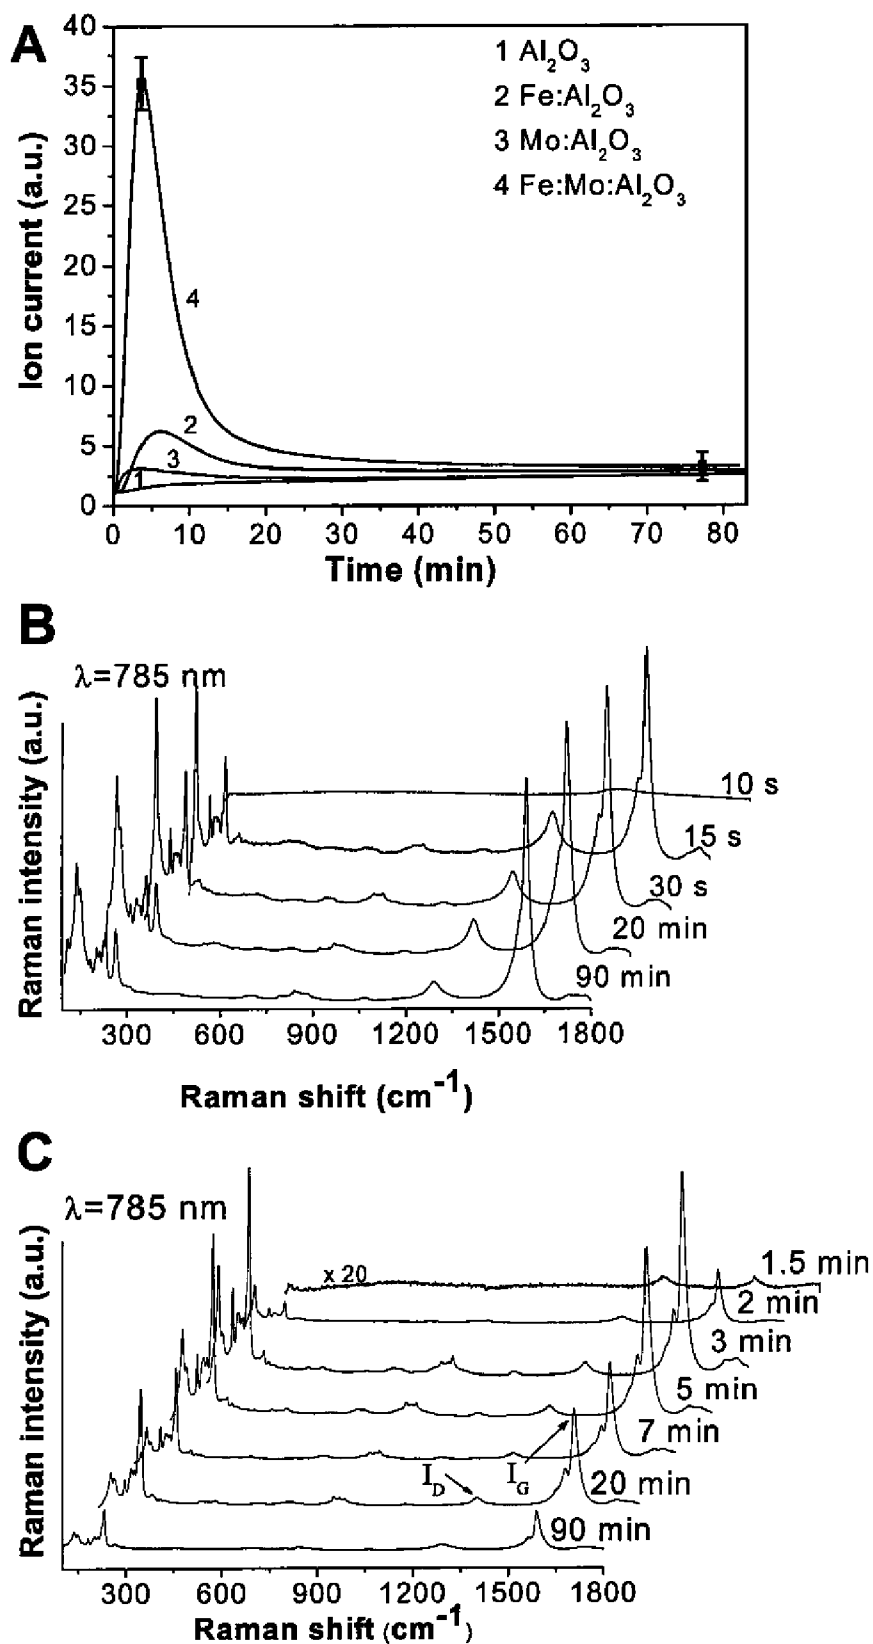 A
40
35
30
25
20
15
10
5
0
Ion current (a.u.)
1 Al₂O₃
2 Fe:Al₂O₃
3 Mo:Al₂O₃
4 Fe:Mo:Al₂O₃
4
2
3
1
0 10 20 30 40 50 60 70 80
Time (min)
B
λ=785 nm
Raman intensity (a.u.)
10 s
15 s
30 s
20 min
90 min
300 600 900 1200 1500 1800
Raman shift (cm⁻¹)
C
λ=785 nm
Raman intensity (a.u.)
x 20
1.5 min
2 min
3 min
5 min
7 min
20 min
90 min
I_D
I_G
300 600 900 1200 1500 1800
Raman shift (cm⁻¹)